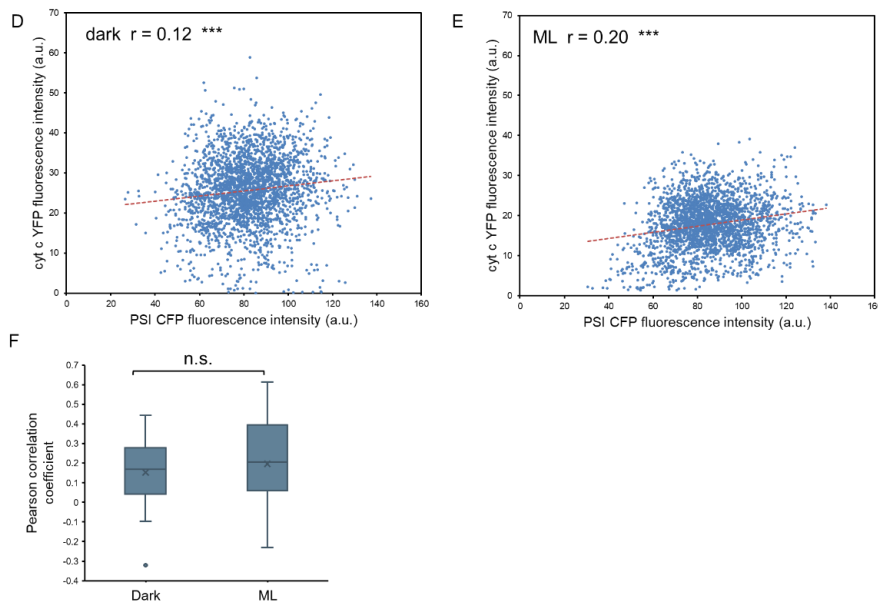 D
dark r = 0.12 ***
cyt c YFP fluorescence intensity (a.u.)
70
60
50
40
30
20
10
0
0 20 40 60 80 100 120 140 160
PSI CFP fluorescence intensity (a.u.)
E
ML r = 0.20 ***
cyt c YFP fluorescence intensity (a.u.)
70
60
50
40
30
20
10
0
0 20 40 60 80 100 120 140 160
PSI CFP fluorescence intensity (a.u.)
F
n.s.
Pearson correlation
coefficient
0.7
0.6
0.5
0.4
0.3
0.2
0.1
0
-0.1
-0.2
-0.3
-0.4
Dark ML